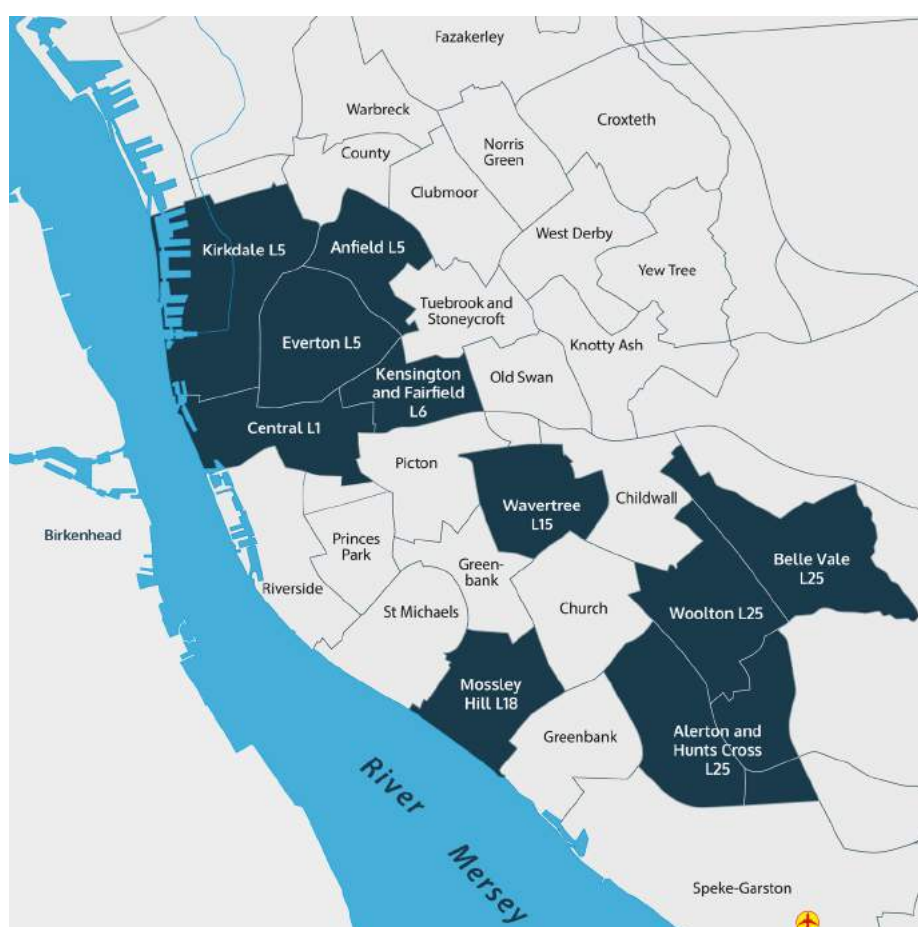 Fazakerley
Warbreck
Croxteth
Norris
Green
County
Clubmoor
Kirkdale L5
Anfield L5
West Derby
Yew Tree
Tuebrook and
Stoneycroft
Everton L5
Knotty Ash
Kensington
and Fairfield
L6
Old Swan
Central L1
Picton
Wavertree
L15
Childwall
Birkenhead
Princes
Park
Belle Vale
L25
Green-
bank
Riverside
St Michaels
Church
Woolton L25
Mossley
Hill L18
Greenbank
Alerton and
Hunts Cross
L25
River
Mersey
Speke-Garston